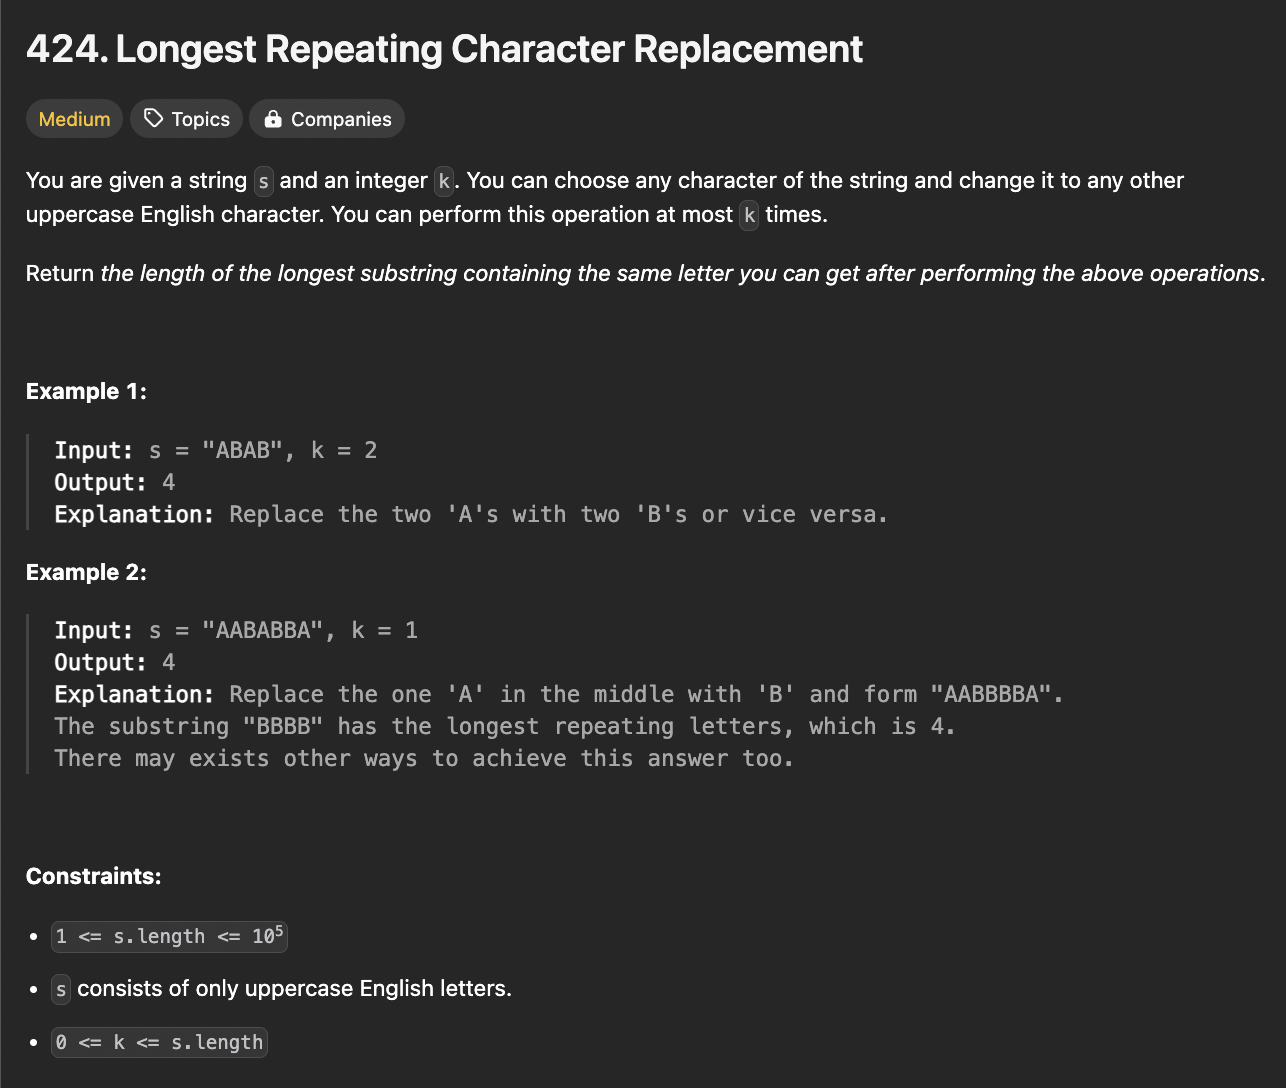 424. Longest Repeating Character Replacement
Medium Topics Companies
You are given a string s and an integer k. You can choose any character of the string and change it to any other
uppercase English character. You can perform this operation at most k times.
Return the length of the longest substring containing the same letter you can get after performing the above operations.
Example 1:
Input: s = "ABAB", k = 2
Output: 4
Explanation: Replace the two 'A's with two 'B's or vice versa.
Example 2:
Input: s = "AABABBA", k = 1
Output: 4
Explanation: Replace the one 'A' in the middle with 'B' and form "AABBBBA".
The substring "BBBB" has the longest repeating letters, which is 4.
There may exists other ways to achieve this answer too.
Constraints:
• 1 <= s.length <= 10⁵
• s consists of only uppercase English letters.
• 0 <= k <= s.length